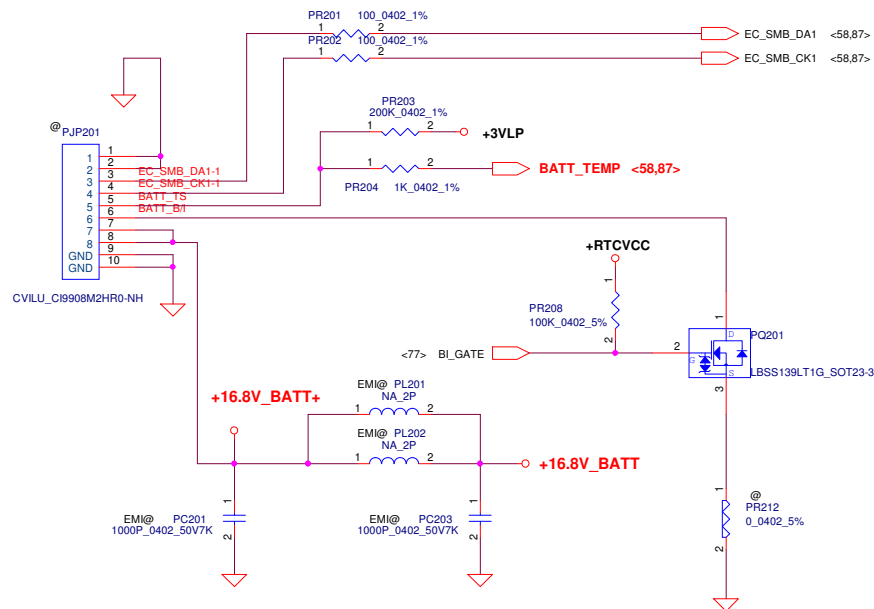 PR201 100_0402_1%
1 2
PR202 100_0402_1%
1 2
EC_SMB_DA1 <58,87>
EC_SMB_CK1 <58,87>
PR203
200K_0402_1%
1 2
+3VLP
@
PJP201
1 1
2 2
3 3 EC_SMB_DA1-1
4 4 EC_SMB_CK1-1
5 5 BATT_TS
6 6 BATT_B/I
7 7
8 8
GND 9
GND 10
CVILU_CI9908M2HR0-NH
1 2
PR204 1K_0402_1%
BATT_TEMP <58,87>
+RTCVCC
1
PR208
100K_0402_5%
2
<77> BI_GATE
1
D
2
G
S
3
PQ201
LBSS139LT1G_SOT23-3
+16.8V_BATT+
EMI@ PL201
NA_2P
1 2
EMI@ PL202
NA_2P
1 2
+16.8V_BATT
1
EMI@ PC201
1000P_0402_50V7K
2
1
EMI@ PC203
1000P_0402_50V7K
2
1
@
PR212
0_0402_5%
2